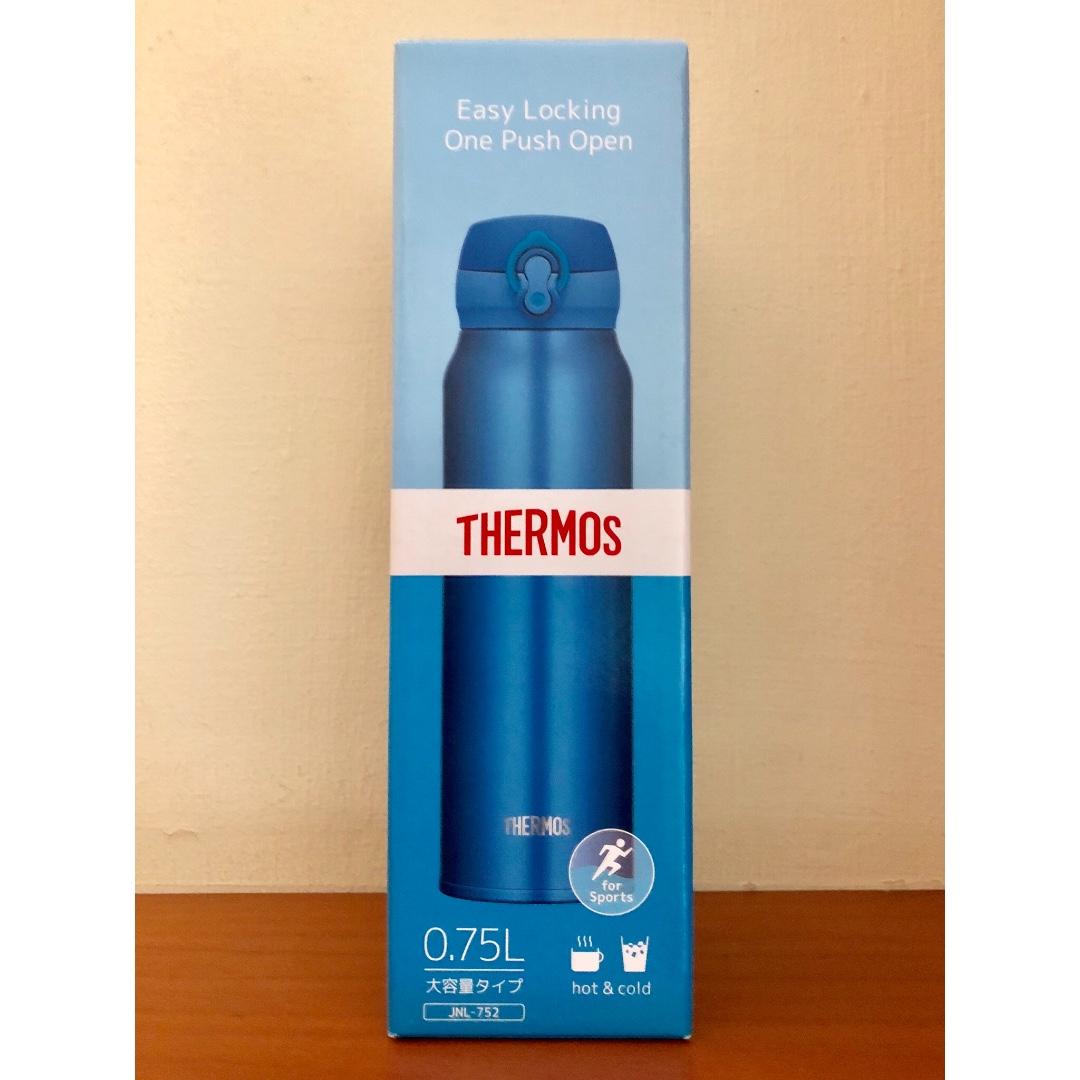 Easy Locking
One Push Open
THERMOS
THERMOS
for
Sports
0.75L
大容量タイプ
JNL-752
hot & cold